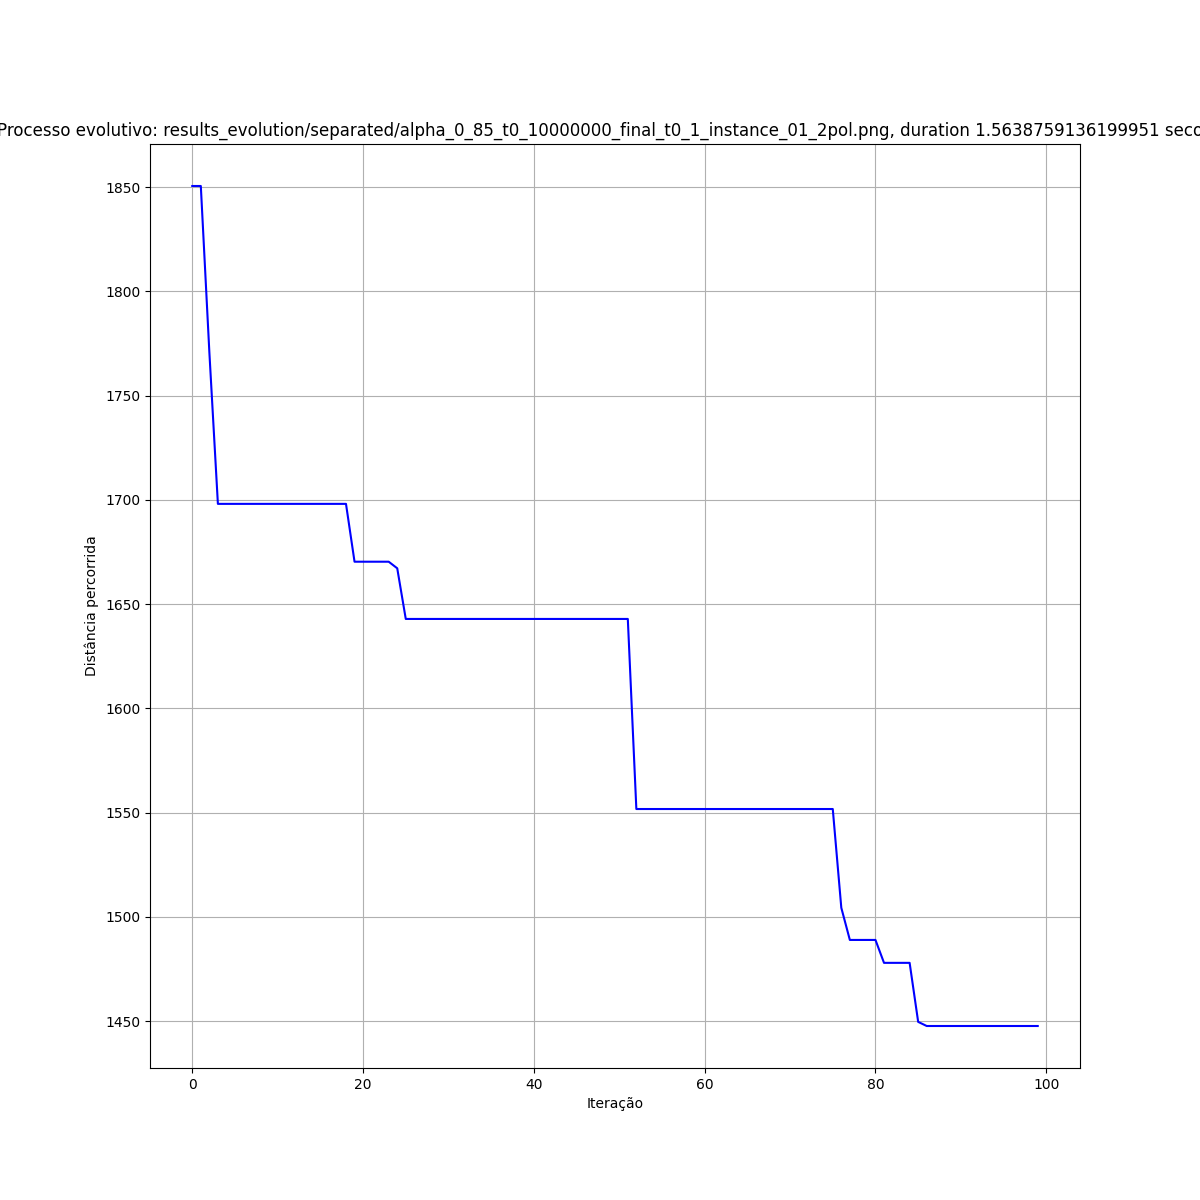 Processo evolutivo: results_evolution/separated/alpha_0_85_t0_10000000_final_t0_1_instance_01_2pol.png, duration 1.5638759136199951 seco
1850
1800
1750
1700
1650
1600
1550
1500
1450
Distância percorrida
0 20 40 60 80 100
Iteração